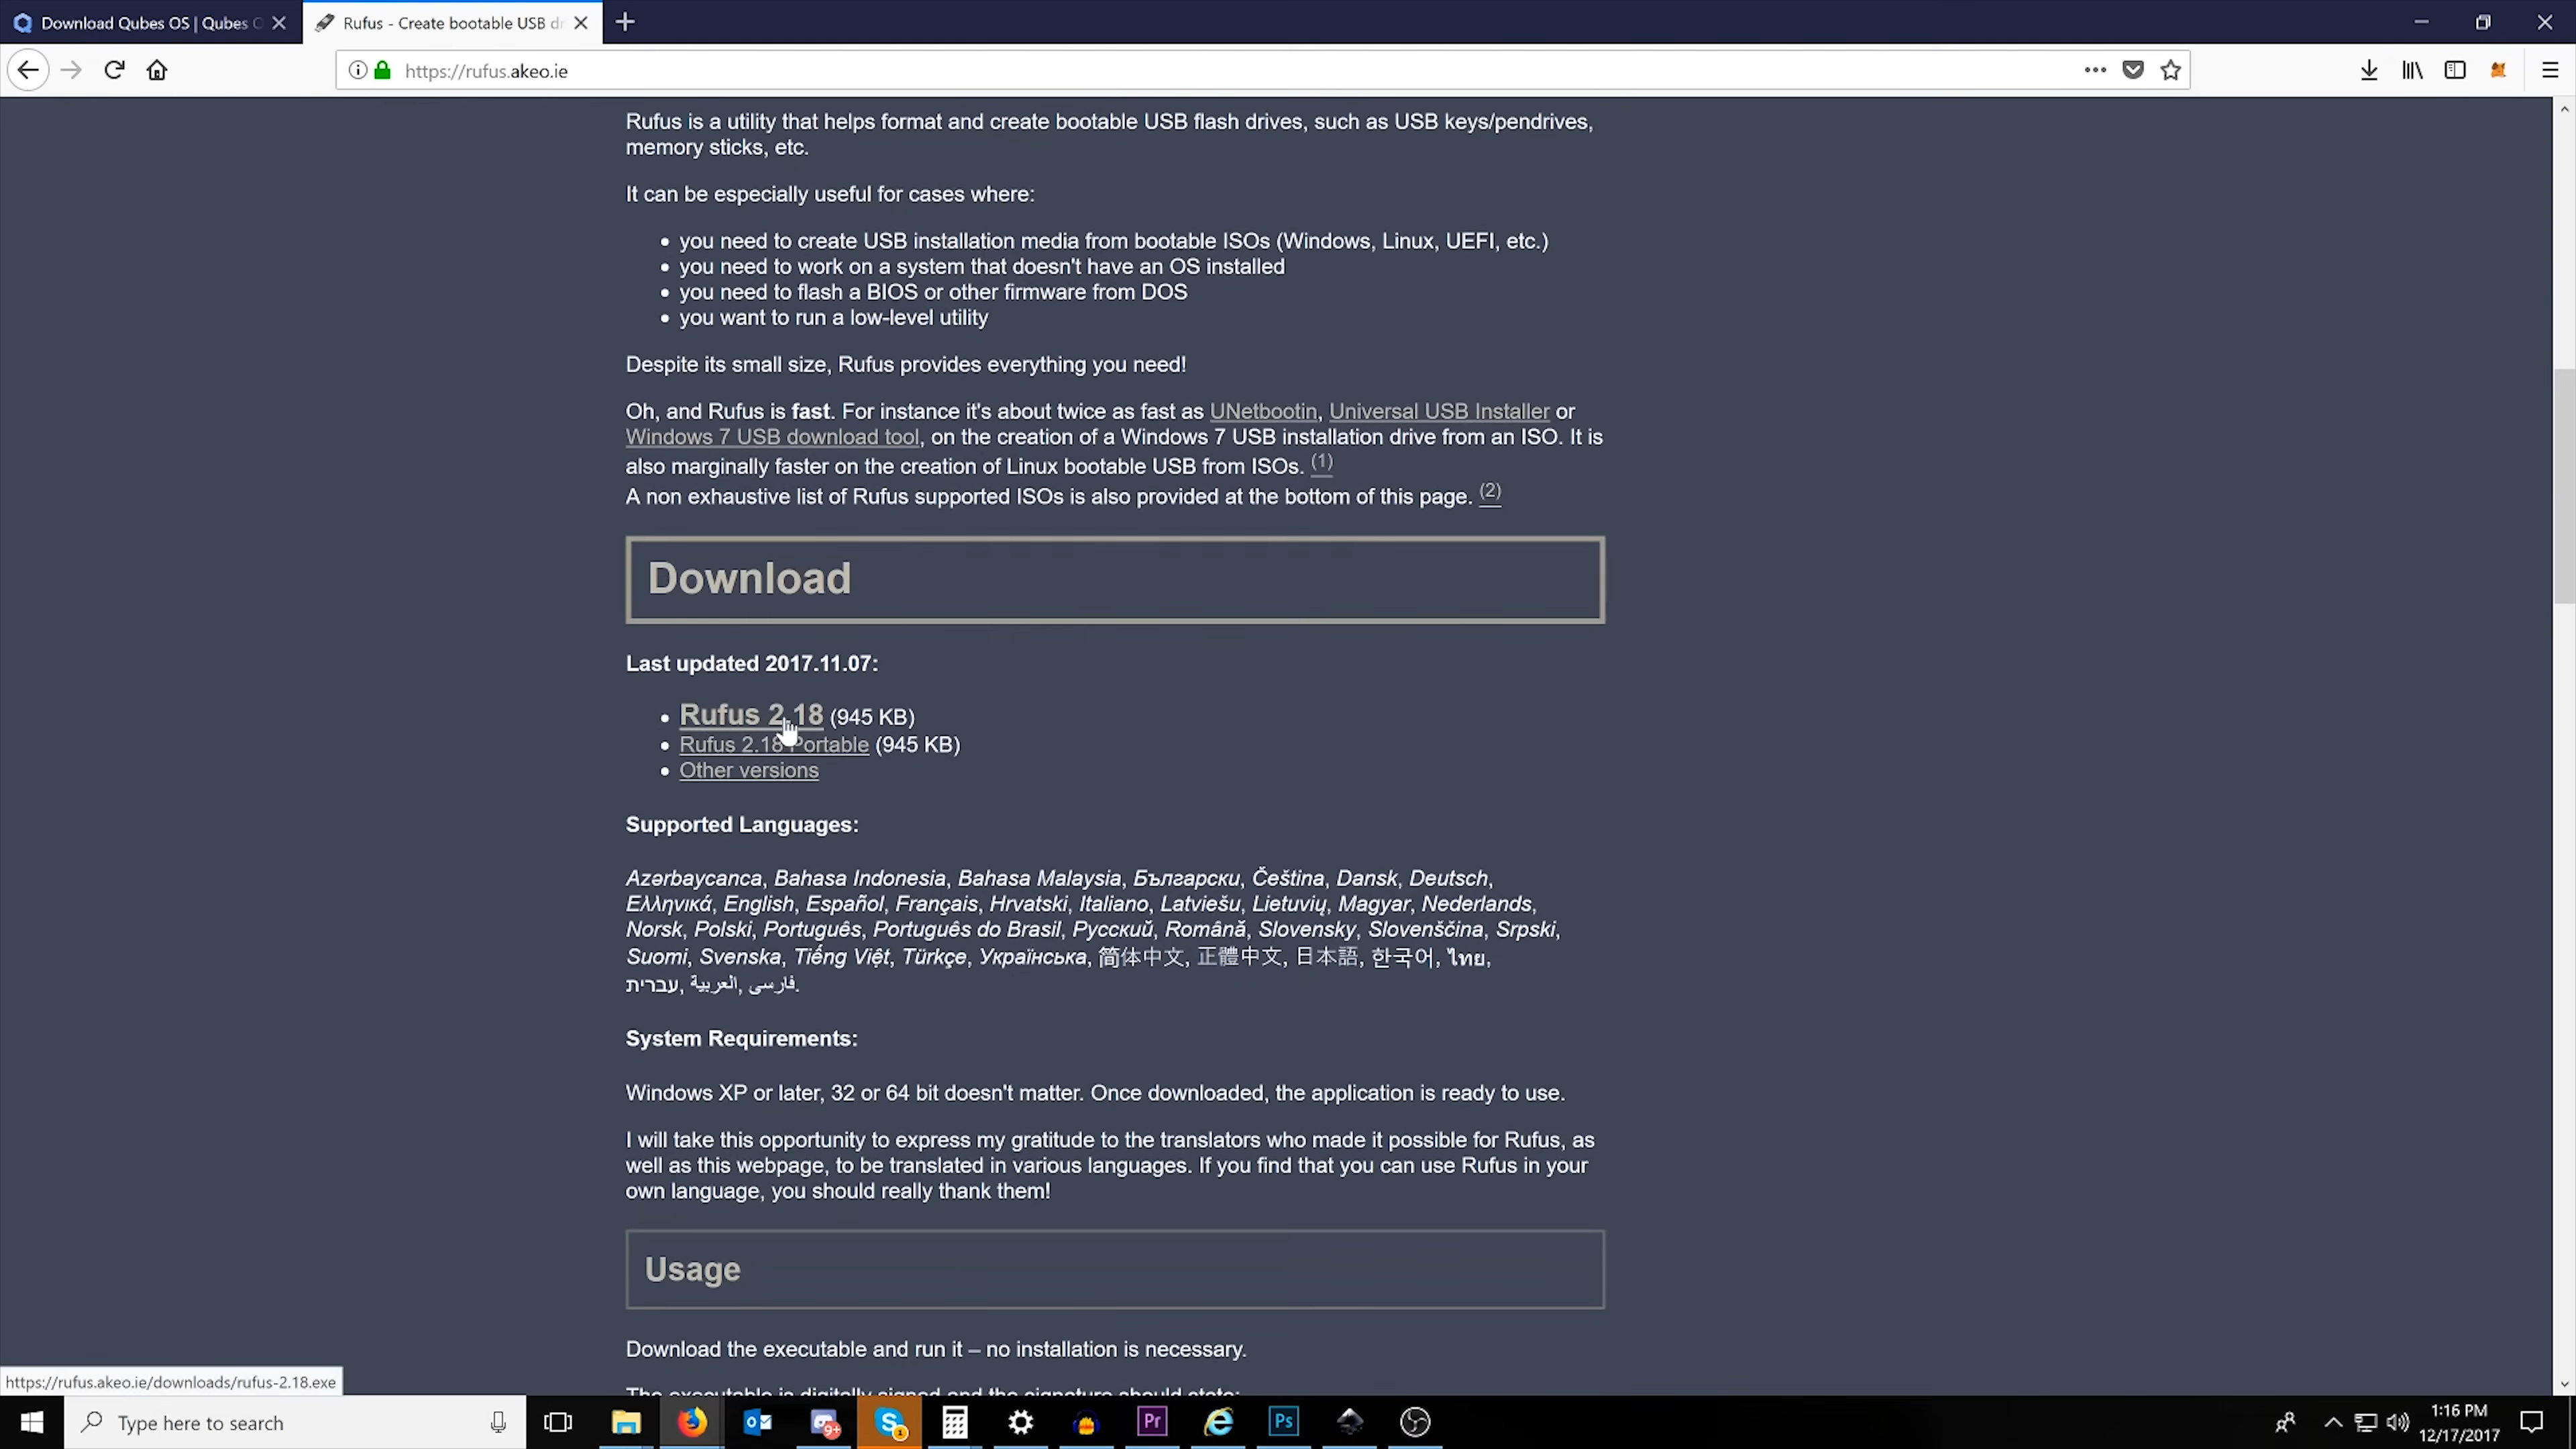 Download Qubes OS | Qubes O
Rufus - Create bootable USB dr
https://rufus.akeo.ie
Rufus is a utility that helps format and create bootable USB flash drives, such as USB keys/pendrives,
memory sticks, etc.
It can be especially useful for cases where:
• you need to create USB installation media from bootable ISOs (Windows, Linux, UEFI, etc.)
• you need to work on a system that doesn't have an OS installed
• you need to flash a BIOS or other firmware from DOS
• you want to run a low-level utility
Despite its small size, Rufus provides everything you need!
Oh, and Rufus is fast. For instance it's about twice as fast as UNetbootin, Universal USB Installer or
Windows 7 USB download tool, on the creation of a Windows 7 USB installation drive from an ISO. It is
also marginally faster on the creation of Linux bootable USB from ISOs. (1)
A non exhaustive list of Rufus supported ISOs is also provided at the bottom of this page. (2)
Download
Last updated 2017.11.07:
• Rufus 2.18 (945 KB)
• Rufus 2.18 Portable (945 KB)
• Other versions
Supported Languages:
Azərbaycanca, Bahasa Indonesia, Bahasa Malaysia, Български, Čeština, Dansk, Deutsch,
Ελληνικά, English, Español, Français, Hrvatski, Italiano, Latviešu, Lietuvių, Magyar, Nederlands,
Norsk, Polski, Português, Português do Brasil, Русский, Română, Slovensky, Slovenščina, Srpski,
Suomi, Svenska, Tiếng Việt, Türkçe, Українська, 简体中文, 正體中文, 日本語, 한국어, ไทย,
עברית, العربية, فارسی.
System Requirements:
Windows XP or later, 32 or 64 bit doesn't matter. Once downloaded, the application is ready to use.
I will take this opportunity to express my gratitude to the translators who made it possible for Rufus, as
well as this webpage, to be translated in various languages. If you find that you can use Rufus in your
own language, you should really thank them!
Usage
Download the executable and run it – no installation is necessary.
The executable is digitally signed and the signature should state:
https://rufus.akeo.ie/downloads/rufus-2.18.exe
Type here to search
9+
1
Pr
Ps
1:16 PM
12/17/2017